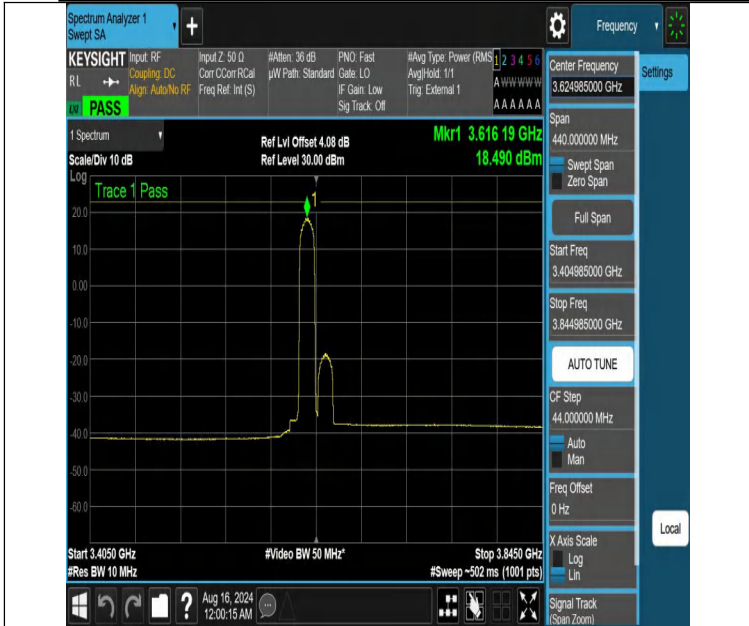 Spectrum Analyzer 1
Swept SA
+
Frequency
KEYSIGHT
RL
PASS
Input: RF
Coupling: DC
Align: Auto/No RF
Input Z: 50 Ω
Corr CCorr RCal
Freq Ref: Int (S)
#Atten: 36 dB
µW Path: Standard
PNO: Fast
Gate: LO
IF Gain: Low
Sig Track: Off
#Avg Type: Power (RMS
Avg|Hold: 1/1
Trig: External 1
1 2 3 4 5 6
A W W W W W
A A A A A A
1 Spectrum
Scale/Div 10 dB
Ref Lvl Offset 4.08 dB
Ref Level 30.00 dBm
Mkr1 3.616 19 GHz
18.490 dBm
Log
Trace 1 Pass
1
20.0
10.0
0.00
-10.0
-20.0
-30.0
-40.0
-50.0
-60.0
Start 3.4050 GHz
#Res BW 10 MHz
#Video BW 50 MHz*
Stop 3.8450 GHz
#Sweep ~502 ms (1001 pts)
?
Aug 16, 2024
12:00:15 AM
Center Frequency
3.624985000 GHz
Settings
Span
440.000000 MHz
Swept Span
Zero Span
Full Span
Start Freq
3.404985000 GHz
Stop Freq
3.844985000 GHz
AUTO TUNE
CF Step
44.000000 MHz
Auto
Man
Freq Offset
0 Hz
X Axis Scale
Log
Lin
Local
Signal Track
(Span Zoom)